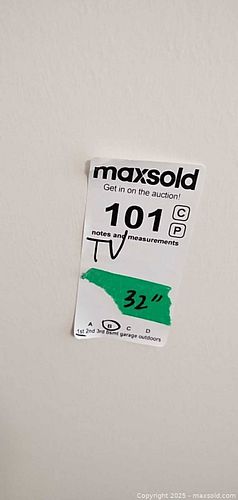 maxsold
Get in on the auction!
101 C
P
notes and measurements
TV
32"
A B C D
1st 2nd 3rd Bsmt garage outdoors
Copyright 2025 - maxsold.com